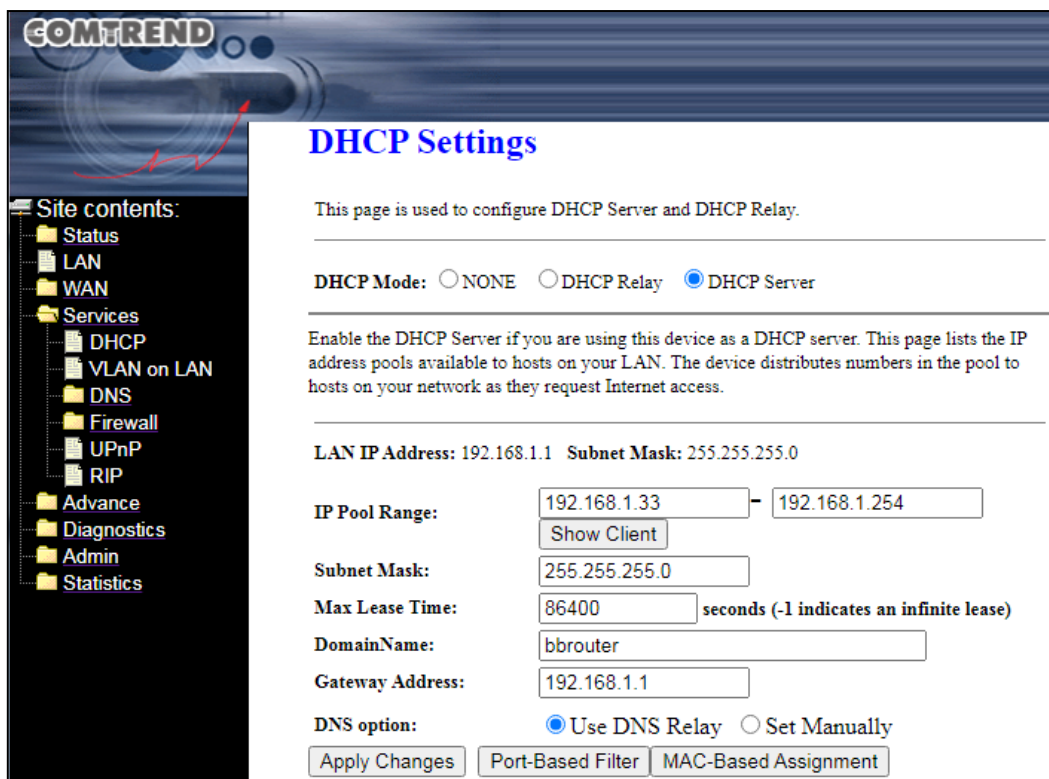 COMTREND
DHCP Settings
Site contents:
Status
LAN
WAN
Services
DHCP
VLAN on LAN
DNS
Firewall
UPnP
RIP
Advance
Diagnostics
Admin
Statistics
This page is used to configure DHCP Server and DHCP Relay.
DHCP Mode: NONE DHCP Relay DHCP Server
Enable the DHCP Server if you are using this device as a DHCP server. This page lists the IP
address pools available to hosts on your LAN. The device distributes numbers in the pool to
hosts on your network as they request Internet access.
LAN IP Address: 192.168.1.1 Subnet Mask: 255.255.255.0
IP Pool Range: 192.168.1.33 - 192.168.1.254
Show Client
Subnet Mask: 255.255.255.0
Max Lease Time: 86400 seconds (-1 indicates an infinite lease)
DomainName: bbrouter
Gateway Address: 192.168.1.1
DNS option: Use DNS Relay Set Manually
Apply Changes Port-Based Filter MAC-Based Assignment